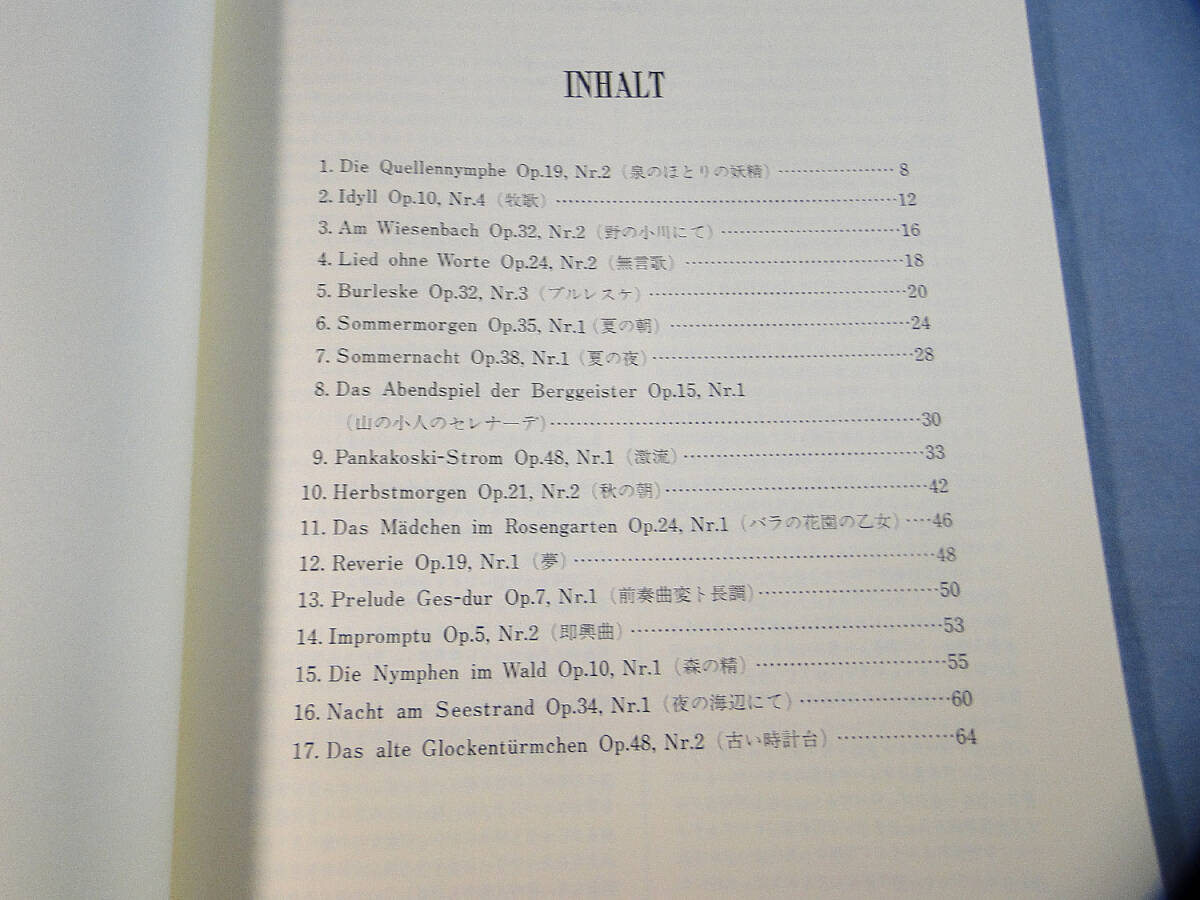 INHALT
1. Die Quellennymphe Op.19, Nr.2 (泉のほとりの妖精) ………………… 8
2. Idyll Op.10, Nr.4 (牧歌) ……………………………………………… 12
3. Am Wiesenbach Op.32, Nr.2 (野の小川にて) ………………………… 16
4. Lied ohne Worte Op.24, Nr.2 (無言歌) ……………………………… 18
5. Burleske Op.32, Nr.3 (ブルレスケ) …………………………………… 20
6. Sommermorgen Op.35, Nr.1 (夏の朝) ………………………………… 24
7. Sommernacht Op.38, Nr.1 (夏の夜) …………………………………… 28
8. Das Abendspiel der Berggeister Op.15, Nr.1
(山の小人のセレナーデ) ………………………………………………… 30
9. Pankakoski-Strom Op.48, Nr.1 (激流) ………………………………… 33
10. Herbstmorgen Op.21, Nr.2 (秋の朝) ………………………………… 42
11. Das Mädchen im Rosengarten Op.24, Nr.1 (バラの花園の乙女) …… 46
12. Reverie Op.19, Nr.1 (夢) ……………………………………………… 48
13. Prelude Ges-dur Op.7, Nr.1 (前奏曲変ト長調) ……………………… 50
14. Impromptu Op.5, Nr.2 (即興曲) ……………………………………… 53
15. Die Nymphen im Wald Op.10, Nr.1 (森の精) ……………………… 55
16. Nacht am Seestrand Op.34, Nr.1 (夜の海辺にて) ………………… 60
17. Das alte Glockentürmchen Op.48, Nr.2 (古い時計台) …………… 64